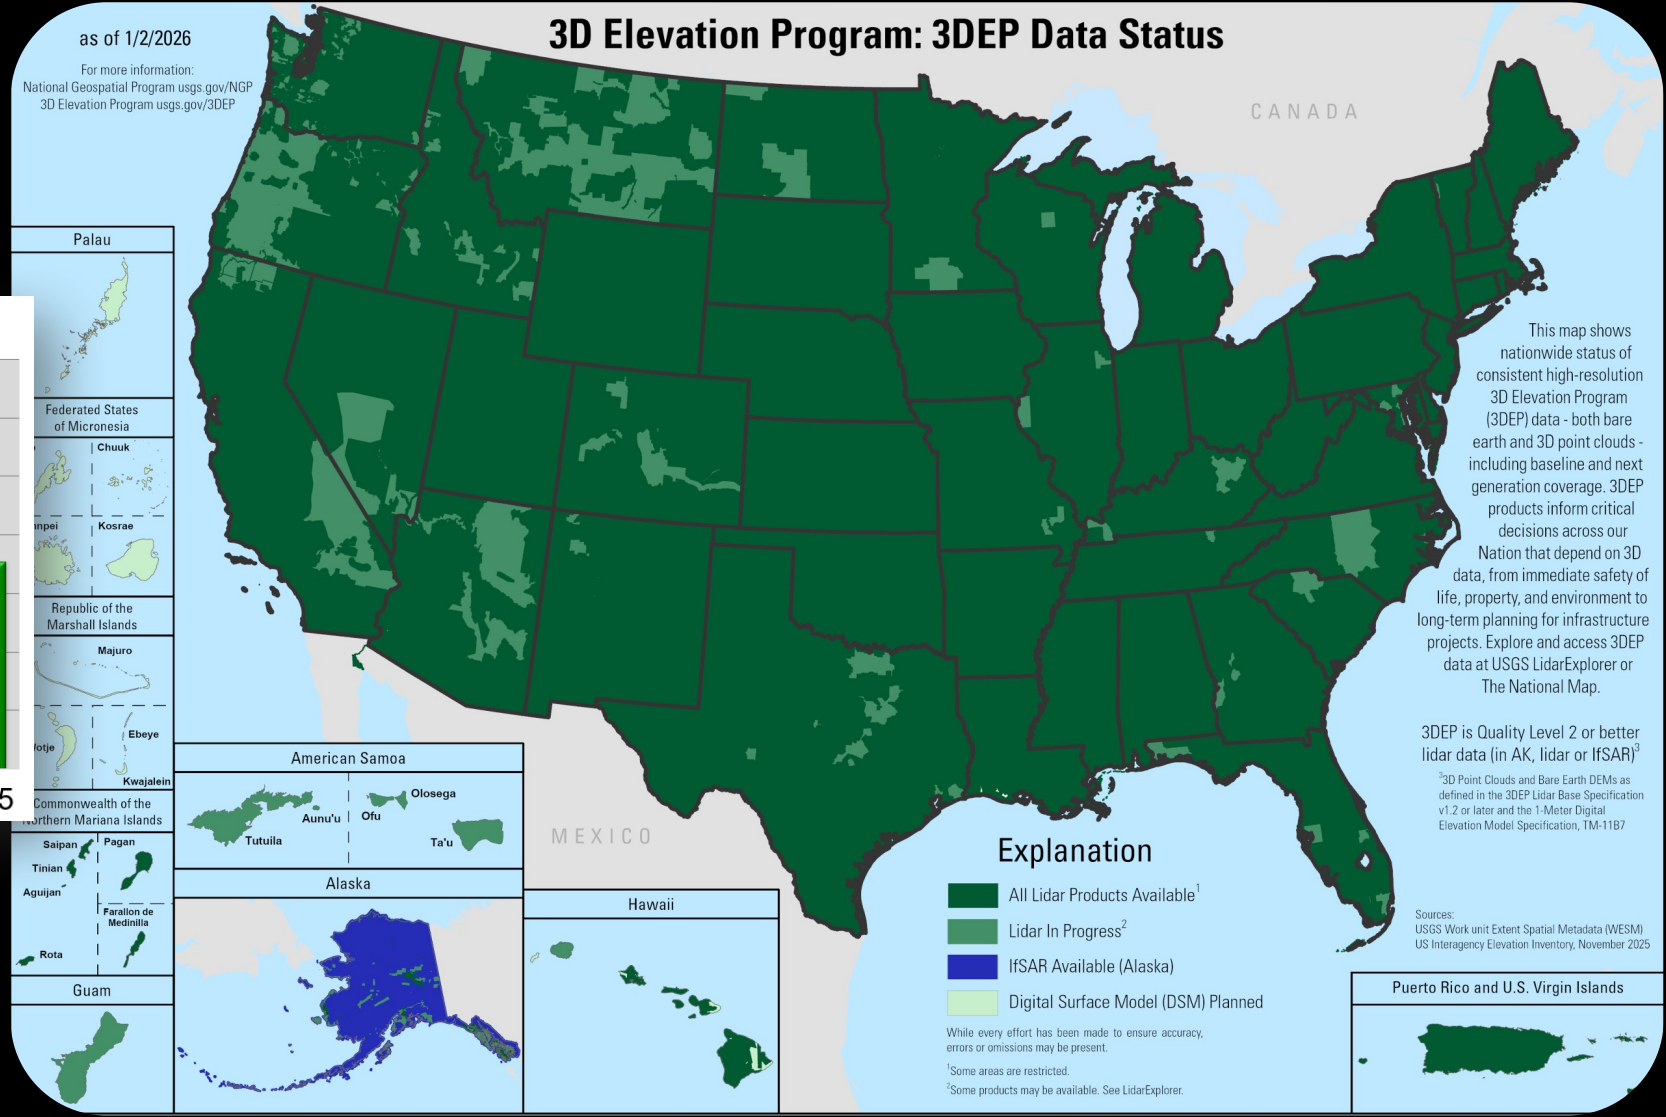 3D Elevation Program: 3DEP Data Status
as of 1/2/2026
For more information:
National Geospatial Program usgs.gov/NGP
3D Elevation Program usgs.gov/3DEP
CANADA
MEXICO
Palau
Federated States
of Micronesia
Chuuk
Kosrae
Republic of the
Marshall Islands
Majuro
Ebeye
Kwajalein
5
Commonwealth of the
Northern Mariana Islands
Saipan
Pagan
Tinian
Aguijan
Farallon de
Medinilla
Rota
Guam
American Samoa
Aunu'u
Tutuila
Ofu
Olosega
Ta'u
Alaska
Hawaii
Explanation
All Lidar Products Available1
Lidar In Progress2
IfSAR Available (Alaska)
Digital Surface Model (DSM) Planned
While every effort has been made to ensure accuracy,
errors or omissions may be present.
1Some areas are restricted.
2Some products may be available. See LidarExplorer.
This map shows
nationwide status of
consistent high-resolution
3D Elevation Program
(3DEP) data - both bare
earth and 3D point clouds -
including baseline and next
generation coverage. 3DEP
products inform critical
decisions across our
Nation that depend on 3D
data, from immediate safety of
life, property, and environment to
long-term planning for infrastructure
projects. Explore and access 3DEP
data at USGS LidarExplorer or
The National Map.
3DEP is Quality Level 2 or better
lidar data (in AK, lidar or IfSAR)3
33D Point Clouds and Bare Earth DEMs as
defined in the 3DEP Lidar Base Specification
v1.2 or later and the 1-Meter Digital
Elevation Model Specification, TM-11B7
Sources:
USGS Work unit Extent Spatial Metadata (WESM)
US Interagency Elevation Inventory, November 2025
Puerto Rico and U.S. Virgin Islands